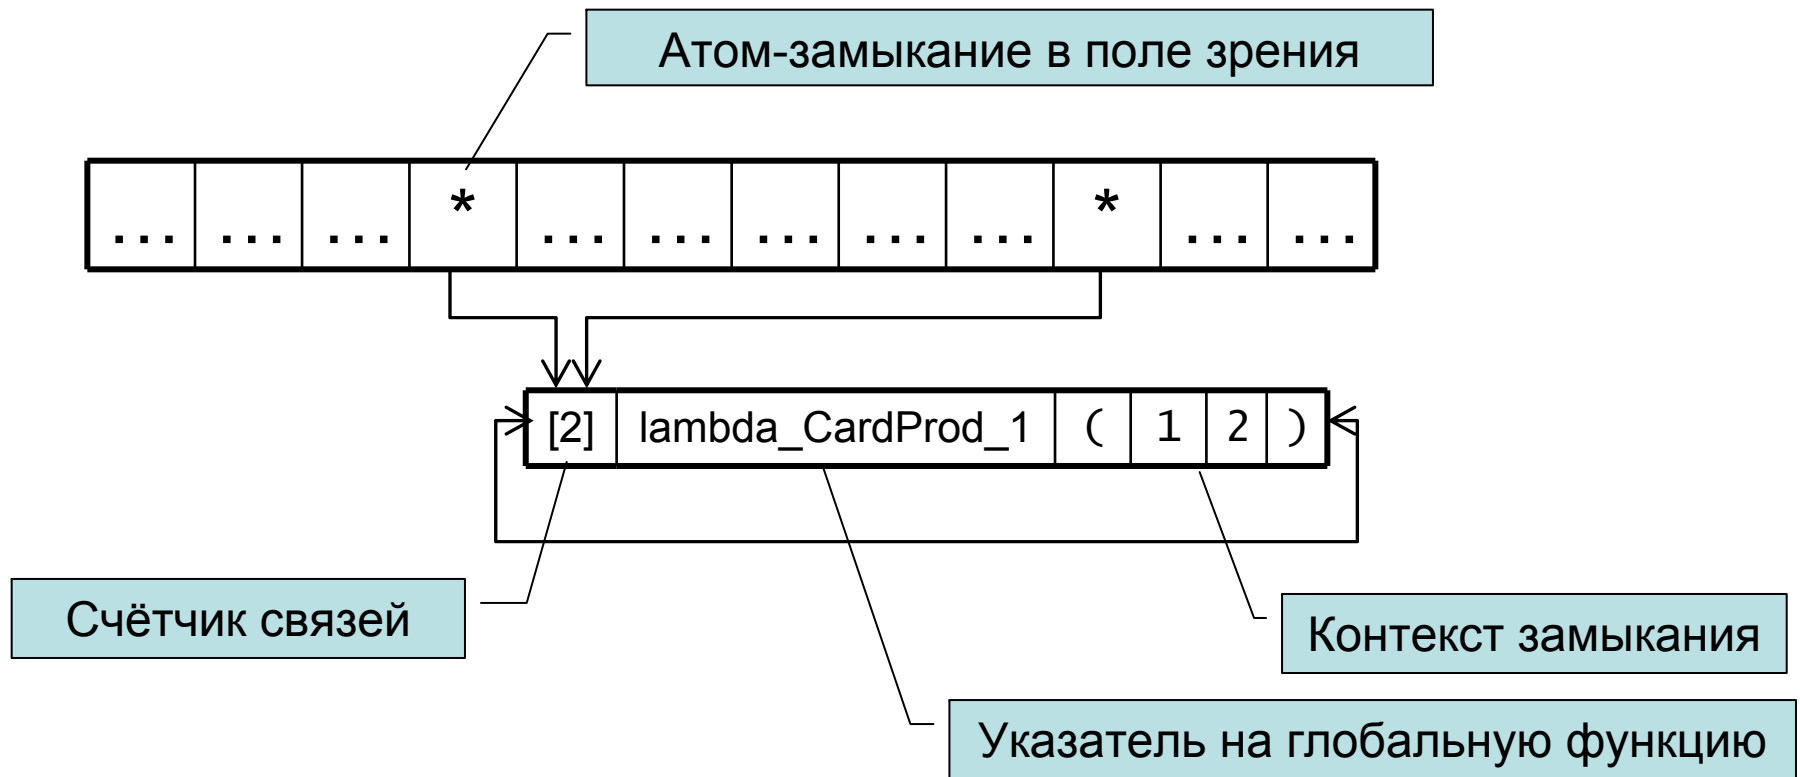 Атом-замыкание в поле зрения
... ... ... * ... ... ... ... ... * ... ...
[2] lambda_CardProd_1 ( 1 2 )
Счётчик связей
Контекст замыкания
Указатель на глобальную функцию